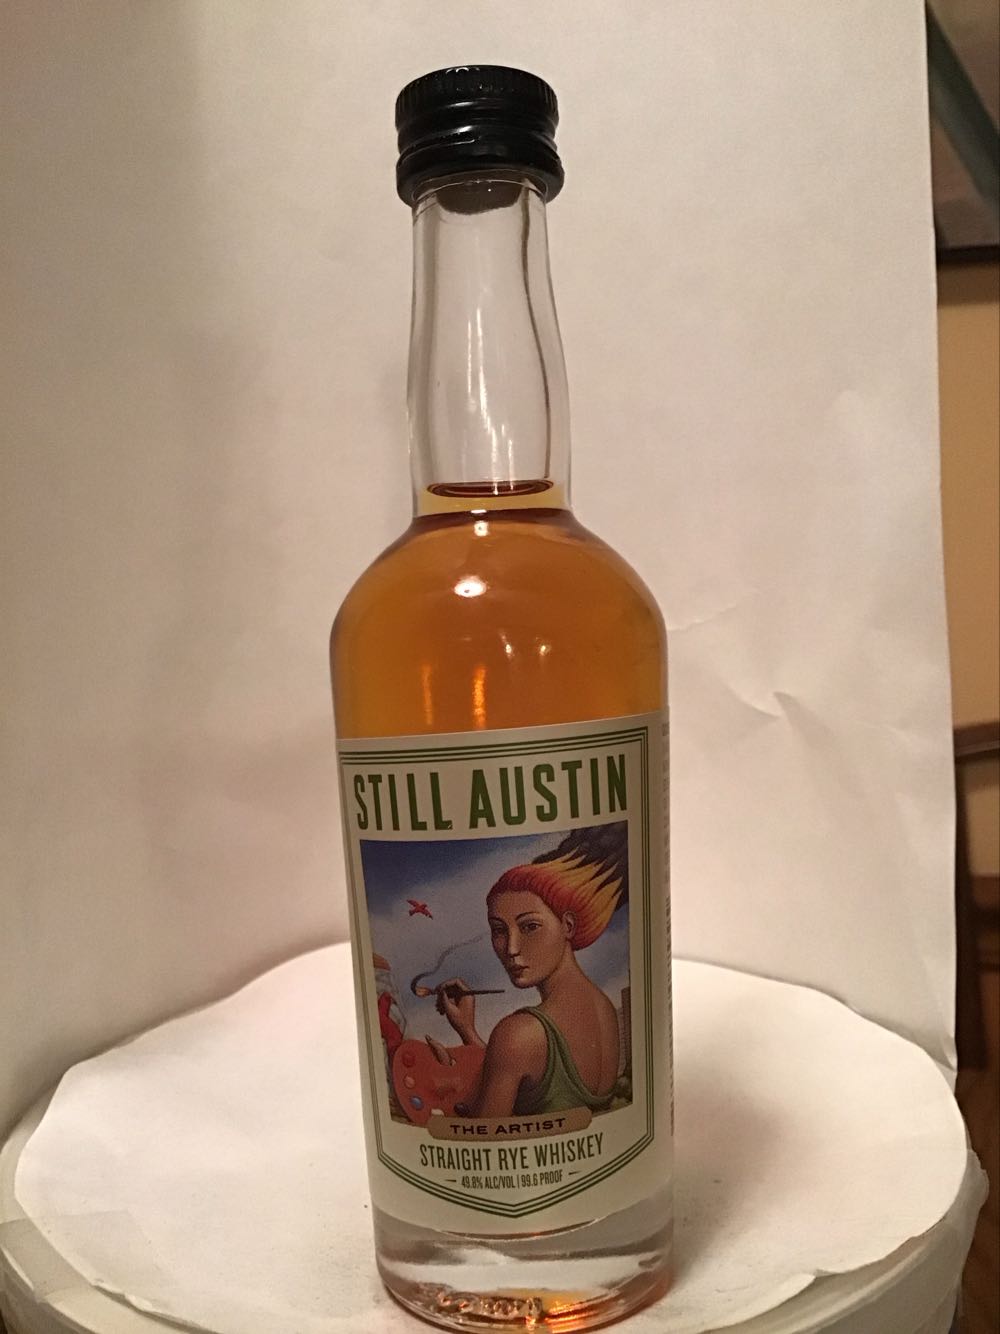 STILL AUSTIN
THE ARTIST
STRAIGHT RYE WHISKEY
49.8% ALC/VOL | 99.6 PROOF